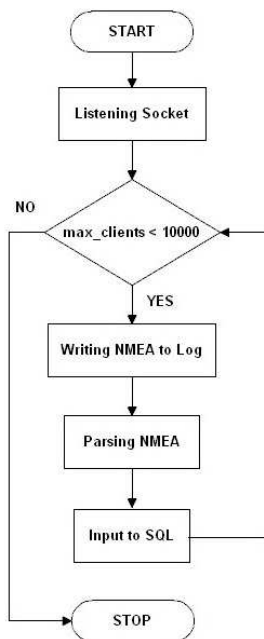 START
Listening Socket
NO
max_clients < 10000
YES
Writing NMEA to Log
Parsing NMEA
Input to SQL
STOP